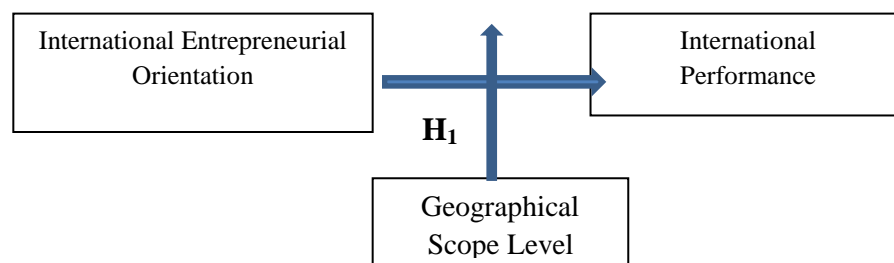 International Entrepreneurial
Orientation
International
Performance
H1
Geographical
Scope Level